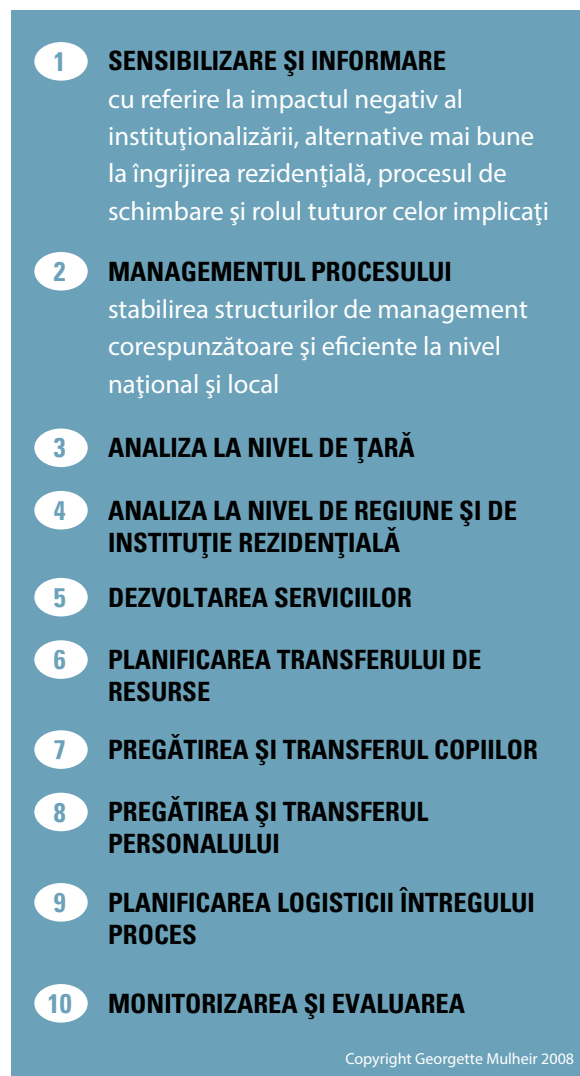 1 SENSIBILIZARE ŞI INFORMARE
cu referire la impactul negativ al
instituţionalizării, alternative mai bune
la îngrijirea rezidenţială, procesul de
schimbare şi rolul tuturor celor implicaţi
2 MANAGEMENTUL PROCESULUI
stabilirea structurilor de management
corespunzătoare şi eficiente la nivel
naţional şi local
3 ANALIZA LA NIVEL DE ŢARĂ
4 ANALIZA LA NIVEL DE REGIUNE ŞI DE
INSTITUŢIE REZIDENŢIALĂ
5 DEZVOLTAREA SERVICIILOR
6 PLANIFICAREA TRANSFERULUI DE
RESURSE
7 PREGĂTIREA ŞI TRANSFERUL COPIILOR
8 PREGĂTIREA ŞI TRANSFERUL
PERSONALULUI
9 PLANIFICAREA LOGISTICII ÎNTREGULUI
PROCES
10 MONITORIZAREA ŞI EVALUAREA
Copyright Georgette Mulheir 2008